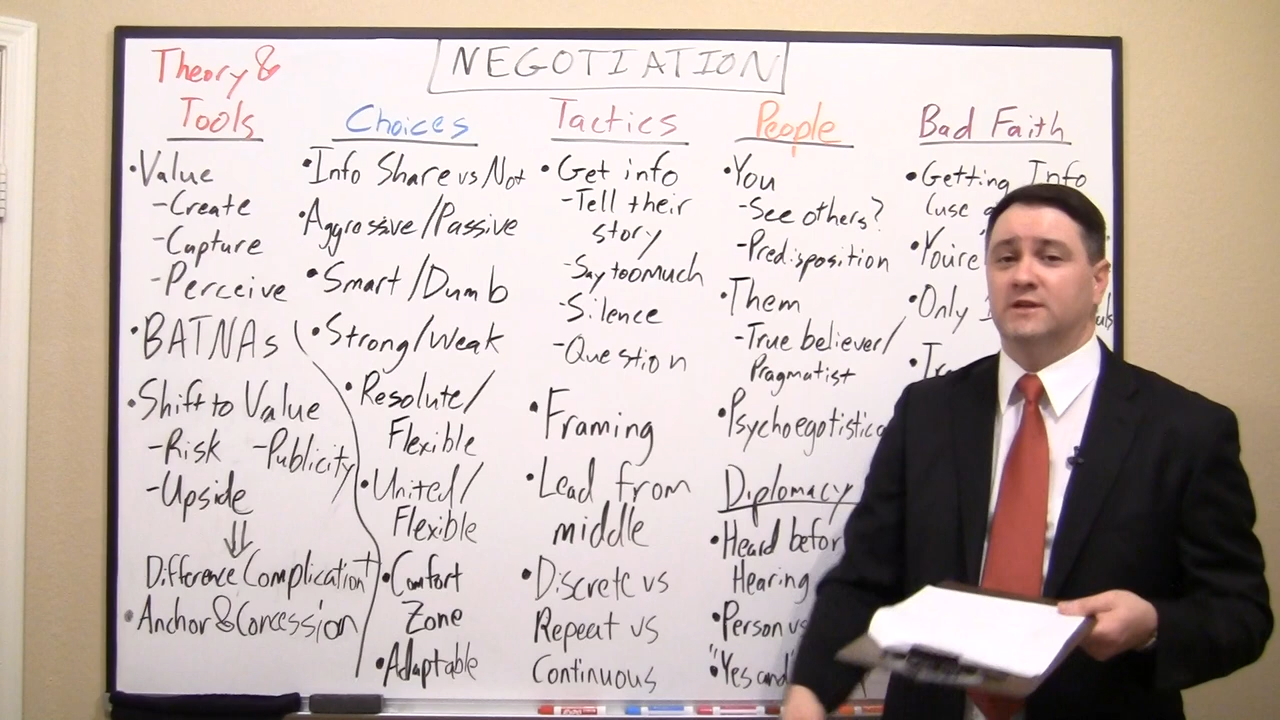 NEGOTIATION
Theory &
Tools
•Value
-Create
-Capture
-Perceive
•BATNAs
•Shift to Value
-Risk -Publicity
-Upside
Difference Complication
•Anchor & Concession
Choices
•Info Share vs Not
•Aggressive/Passive
•Smart/Dumb
•Strong/Weak
•Resolute/
Flexible
•United/
Flexible
•Comfort
Zone
•Adaptable
Tactics
•Get info
-Tell their
story
-Say too much
-Silence
-Question
•Framing
•Lead from
middle
•Discrete vs
Repeat vs
Continuous
People
•You
-See others?
-Predisposition
•Them
-True believer/
Pragmatist
Diplomacy
•Heard
Hearing
•Person vs
•"Yes and"
Bad Faith
•Getting Info
(use
•You're
•Only